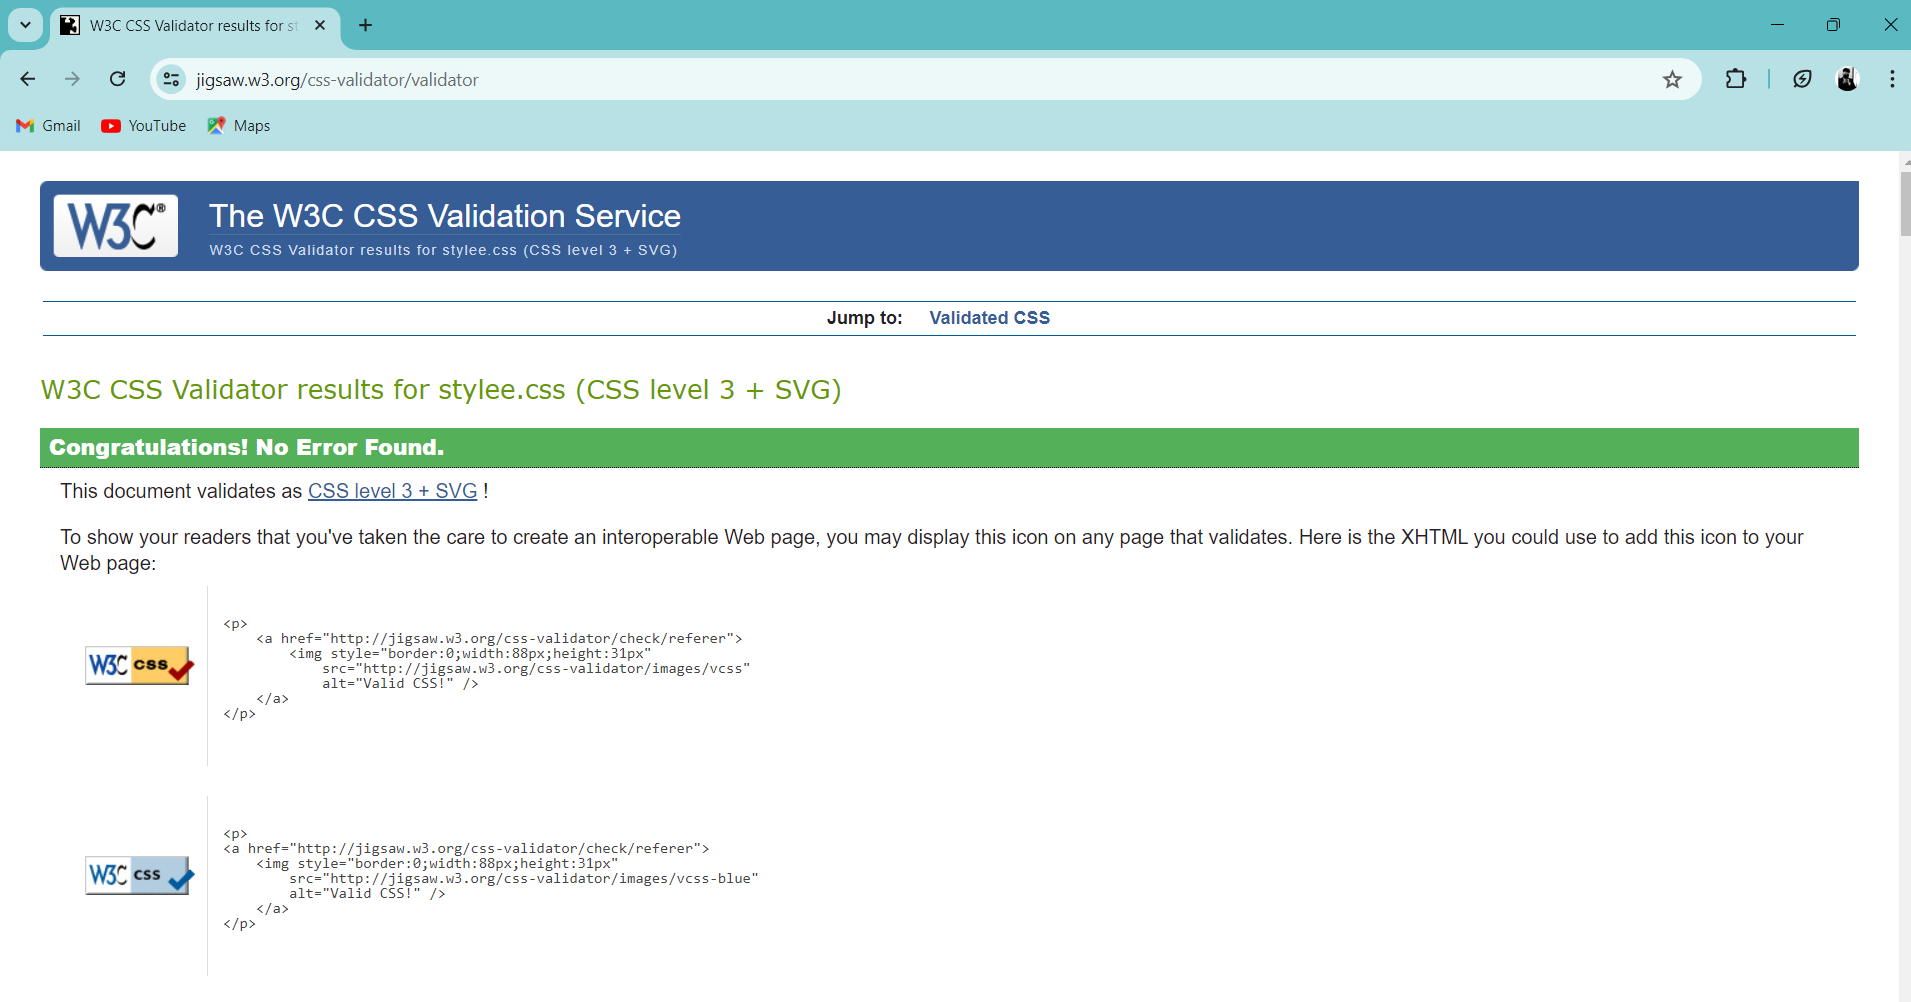 W3C CSS Validator results for st
jigsaw.w3.org/css-validator/validator
Gmail YouTube Maps
W3C®
The W3C CSS Validation Service
W3C CSS Validator results for stylee.css (CSS level 3 + SVG)
Jump to: Validated CSS
W3C CSS Validator results for stylee.css (CSS level 3 + SVG)
Congratulations! No Error Found.
This document validates as CSS level 3 + SVG !
To show your readers that you've taken the care to create an interoperable Web page, you may display this icon on any page that validates. Here is the XHTML you could use to add this icon to your
Web page:
W3C css
<p>
<a href="http://jigsaw.w3.org/css-validator/check/referer">
<img style="border:0;width:88px;height:31px"
src="http://jigsaw.w3.org/css-validator/images/vcss"
alt="Valid CSS!" />
</a>
</p>
W3C css
<p>
<a href="http://jigsaw.w3.org/css-validator/check/referer">
<img style="border:0;width:88px;height:31px"
src="http://jigsaw.w3.org/css-validator/images/vcss-blue"
alt="Valid CSS!" />
</a>
</p>